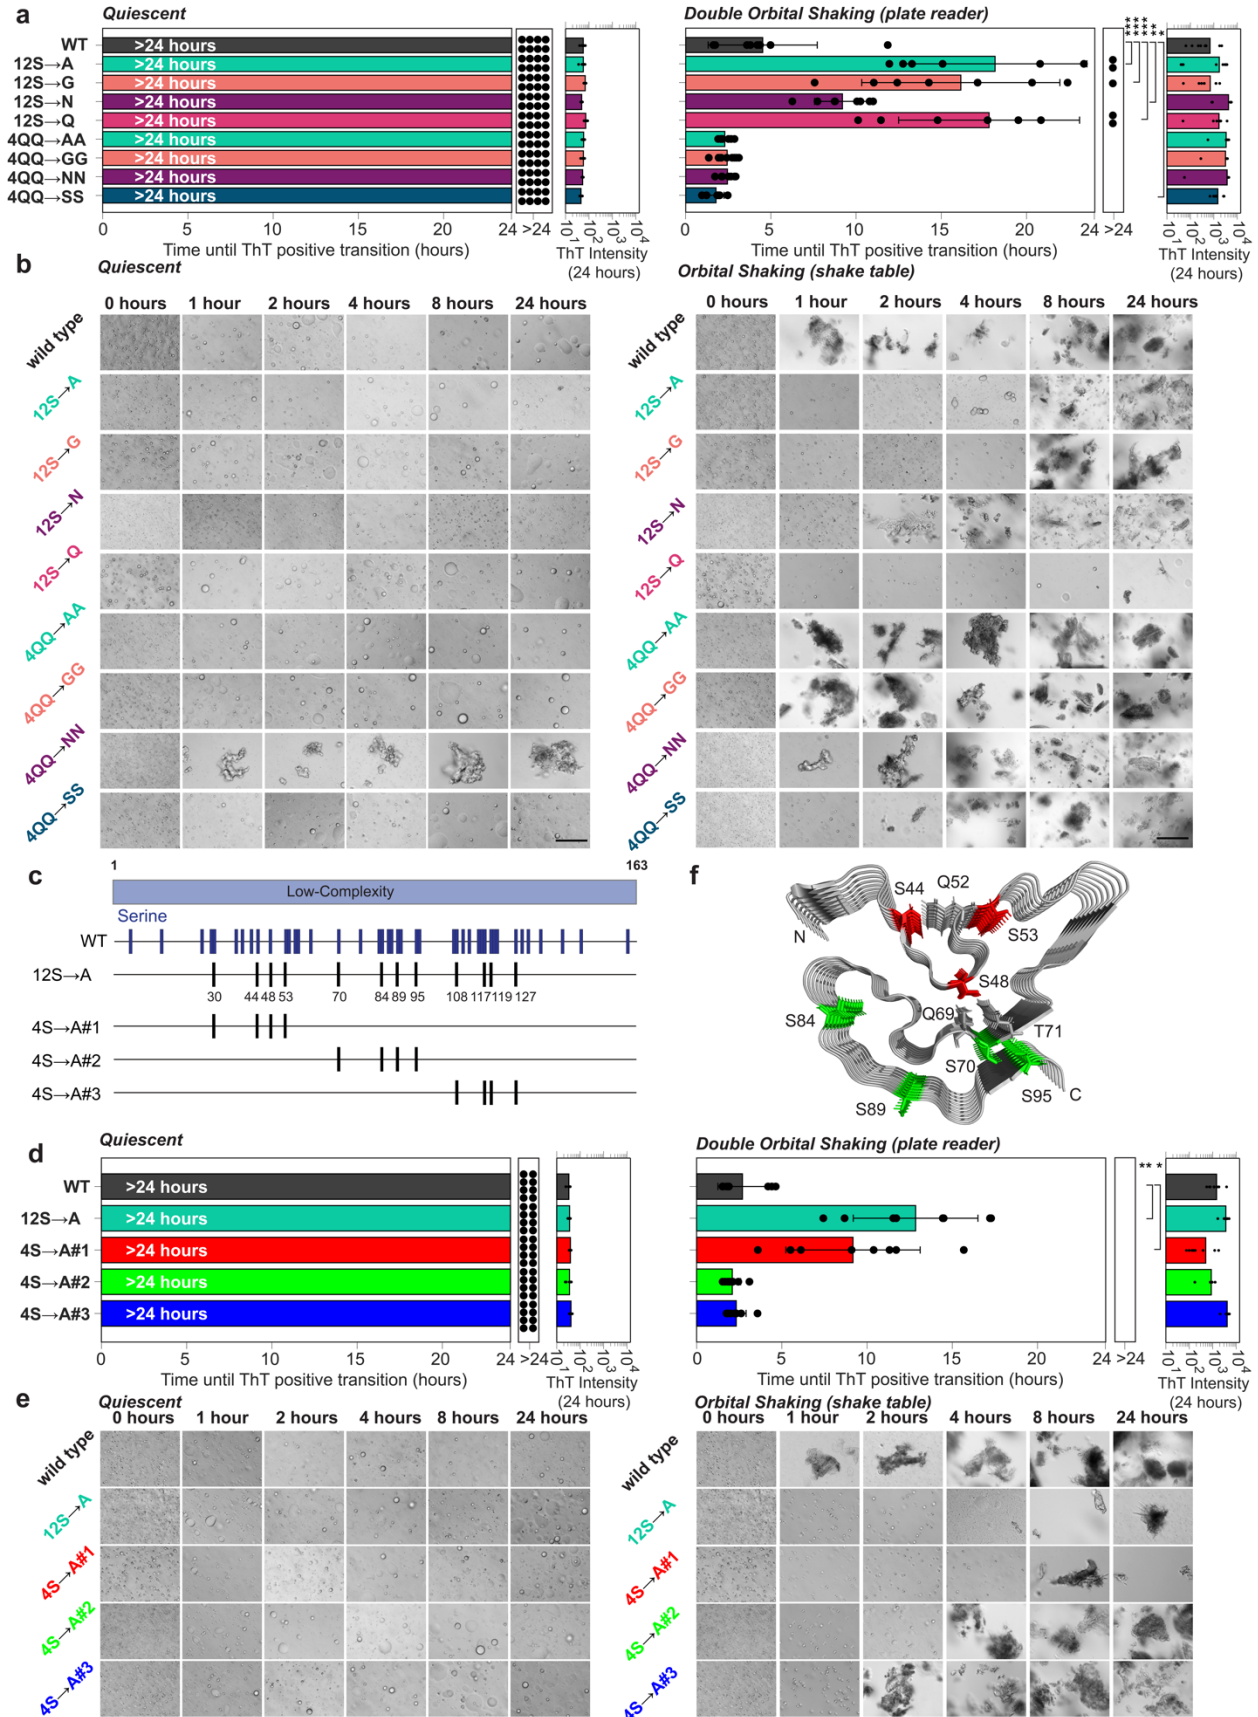 a
Quiescent
Double Orbital Shaking (plate reader)
WT
12S→A
12S→G
12S→N
12S→Q
4QQ→AA
4QQ→GG
4QQ→NN
4QQ→SS
>24 hours
>24 hours
>24 hours
>24 hours
>24 hours
>24 hours
>24 hours
>24 hours
>24 hours
0 5 10 15 20 24 >24
10¹ 10² 10³ 10⁴
Time until ThT positive transition (hours)
ThT Intensity
(24 hours)
0 5 10 15 20 24 >24
10¹ 10² 10³ 10⁴
Time until ThT positive transition (hours)
ThT Intensity
(24 hours)
b
Quiescent
Orbital Shaking (shake table)
0 hours 1 hour 2 hours 4 hours 8 hours 24 hours
0 hours 1 hour 2 hours 4 hours 8 hours 24 hours
wild type
12S→A
12S→G
12S→N
12S→Q
4QQ→AA
4QQ→GG
4QQ→NN
4QQ→SS
wild type
12S→A
12S→G
12S→N
12S→Q
4QQ→AA
4QQ→GG
4QQ→NN
4QQ→SS
c
1 163
Low-Complexity
Serine
WT
12S→A
30 44 48 53 70 84 89 95 108 117 119 127
4S→A#1
4S→A#2
4S→A#3
f
S44 Q52
N
S53
S48
S84
Q69
T71
S70
S89
S95 C
d
Quiescent
Double Orbital Shaking (plate reader)
** *
WT
12S→A
4S→A#1
4S→A#2
4S→A#3
>24 hours
>24 hours
>24 hours
>24 hours
>24 hours
0 5 10 15 20 24 >24
10¹ 10² 10³ 10⁴
Time until ThT positive transition (hours)
ThT Intensity
(24 hours)
0 5 10 15 20 24 >24
10¹ 10² 10³ 10⁴
Time until ThT positive transition (hours)
ThT Intensity
(24 hours)
e
Quiescent
Orbital Shaking (shake table)
0 hours 1 hour 2 hours 4 hours 8 hours 24 hours
0 hours 1 hour 2 hours 4 hours 8 hours 24 hours
wild type
12S→A
4S→A#1
4S→A#2
4S→A#3
wild type
12S→A
4S→A#1
4S→A#2
4S→A#3